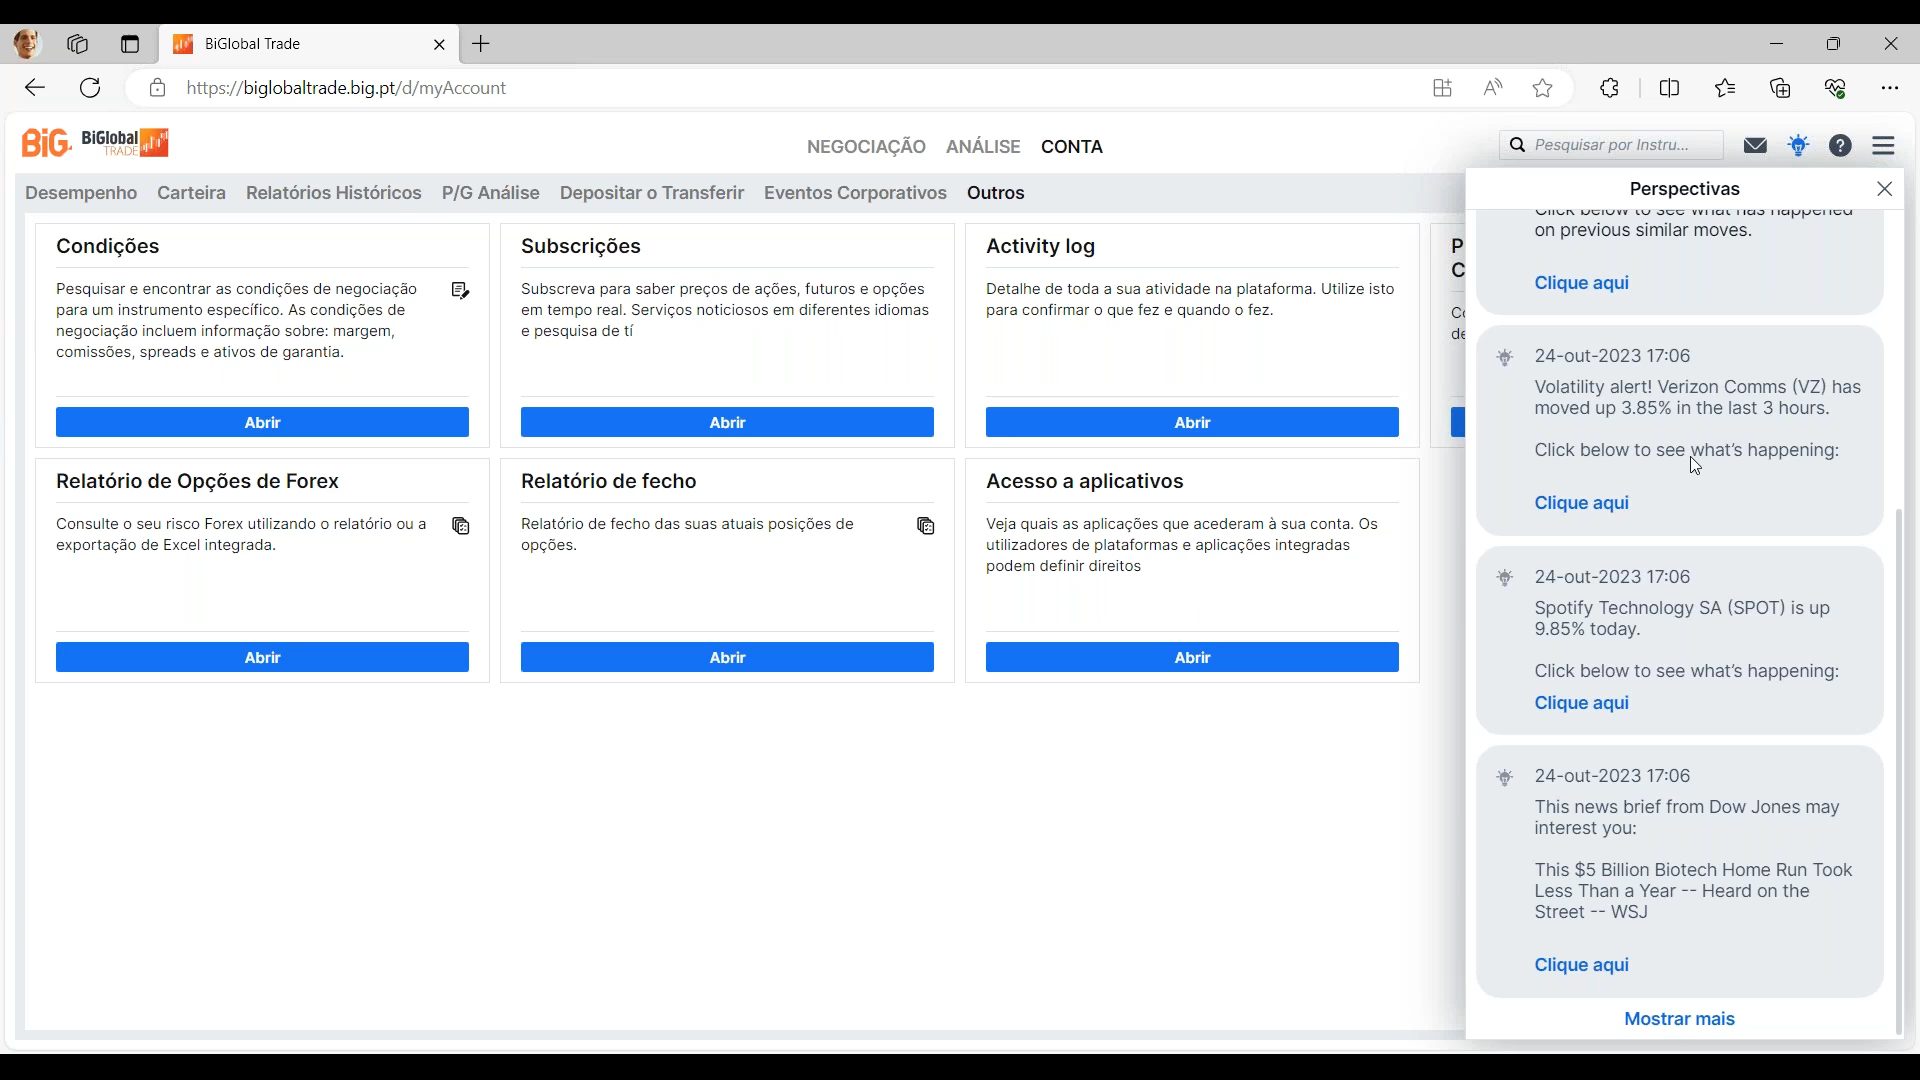 BiGlobal Trade
https://biglobaltrade.big.pt/d/myAccount
BiG BiGlobal TRADE
NEGOCIAÇÃO ANÁLISE CONTA
Pesquisar por Instru...
Desempenho Carteira Relatórios Históricos P/G Análise Depositar o Transferir Eventos Corporativos Outros
Condições
Pesquisar e encontrar as condições de negociação
para um instrumento específico. As condições de
negociação incluem informação sobre: margem,
comissões, spreads e ativos de garantia.
Abrir
Subscrições
Subscreva para saber preços de ações, futuros e opções
em tempo real. Serviços noticiosos em diferentes idiomas
e pesquisa de tí
Abrir
Activity log
Detalhe de toda a sua atividade na plataforma. Utilize isto
para confirmar o que fez e quando o fez.
Abrir
Relatório de Opções de Forex
Consulte o seu risco Forex utilizando o relatório ou a
exportação de Excel integrada.
Abrir
Relatório de fecho
Relatório de fecho das suas atuais posições de
opções.
Abrir
Acesso a aplicativos
Veja quais as aplicações que acederam à sua conta. Os
utilizadores de plataformas e aplicações integradas
podem definir direitos
Abrir
Perspectivas
Click below to see what has happened
on previous similar moves.
Clique aqui
24-out-2023 17:06
Volatility alert! Verizon Comms (VZ) has
moved up 3.85% in the last 3 hours.
Click below to see what's happening:
Clique aqui
24-out-2023 17:06
Spotify Technology SA (SPOT) is up
9.85% today.
Click below to see what's happening:
Clique aqui
24-out-2023 17:06
This news brief from Dow Jones may
interest you:
This $5 Billion Biotech Home Run Took
Less Than a Year -- Heard on the
Street -- WSJ
Clique aqui
Mostrar mais